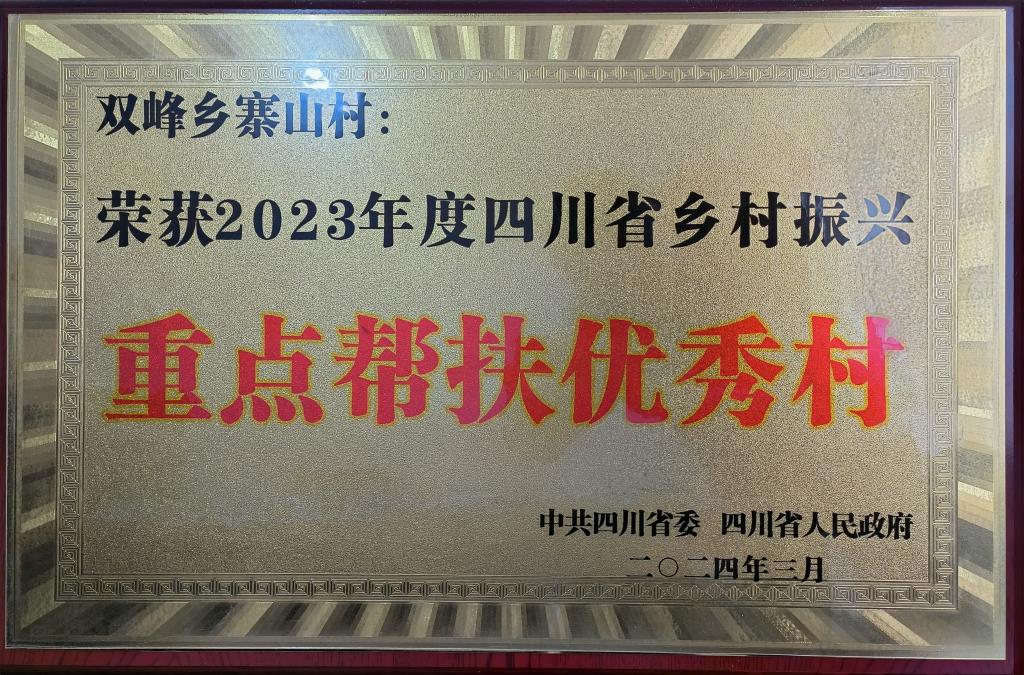 双峰乡寨山村：
荣获2023年度四川省乡村振兴
重点帮扶优秀村
中共四川省委 四川省人民政府
二〇二四年三月